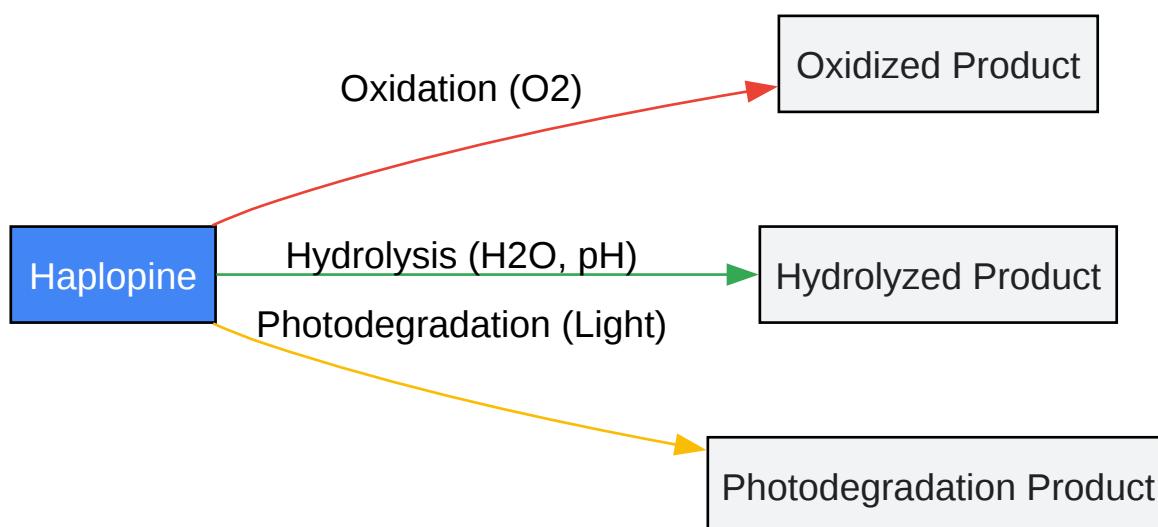 Oxidized Product
Oxidation (O2)
Haplopine
Hydrolysis (H2O, pH)
Hydrolyzed Product
Photodegradation (Light)
Photodegradation Product